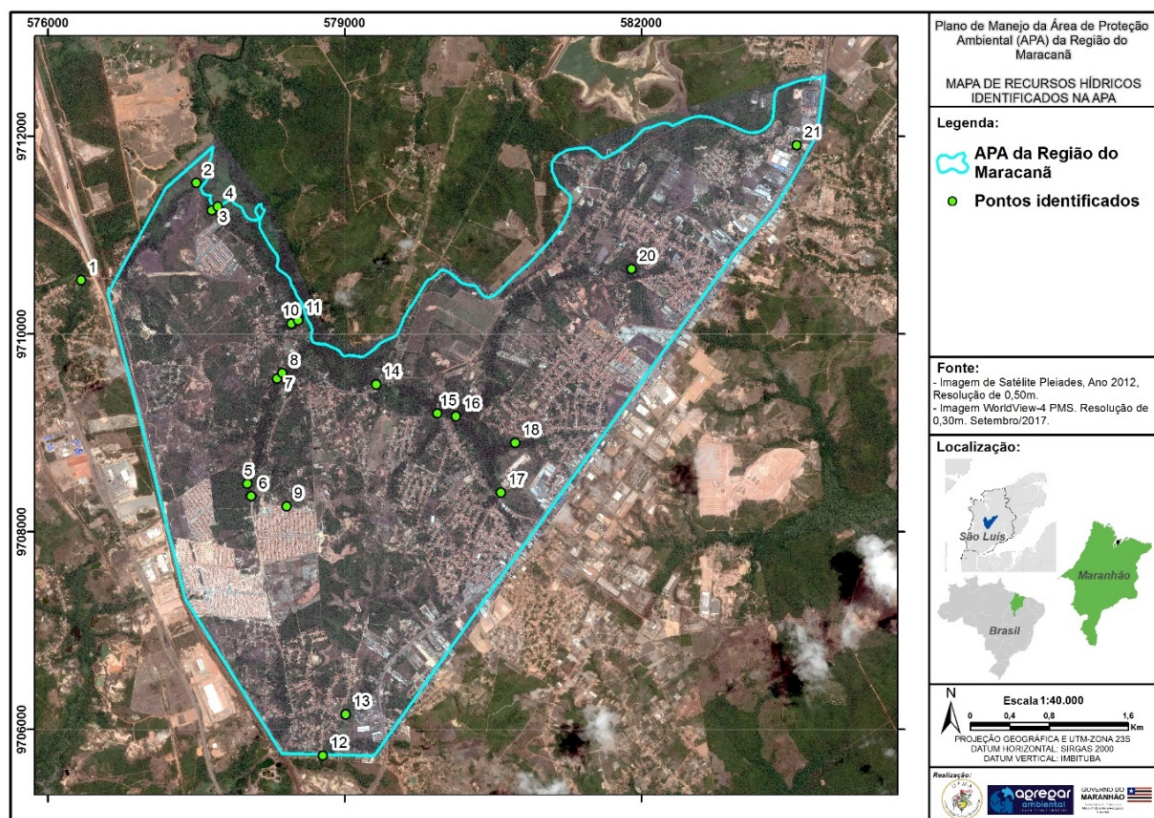 576000
579000
582000
9712000
9710000
9708000
9706000
1
2
3
4
5
6
7
8
9
10
11
12
13
14
15
16
17
18
20
21
Plano de Manejo da Área de Proteção
Ambiental (APA) da Região do
Maracanã
MAPA DE RECURSOS HÍDRICOS
IDENTIFICADOS NA APA
Legenda:
APA da Região do
Maracanã
Pontos identificados
Fonte:
- Imagem de Satélite Pleiades, Ano 2012,
Resolução de 0,50m.
- Imagem WorldView-4 PMS. Resolução de
0,30m. Setembro/2017.
Localização:
São Luís
Maranhão
Brasil
N
Escala 1:40.000
0 0,4 0,8 1,6
Km
PROJEÇÃO GEOGRÁFICA E UTM-ZONA 23S
DATUM HORIZONTAL: SIRGAS 2000
DATUM VERTICAL: IMBITUBA
Realização:
agregar
ambiental
GOVERNO DO
MARANHÃO